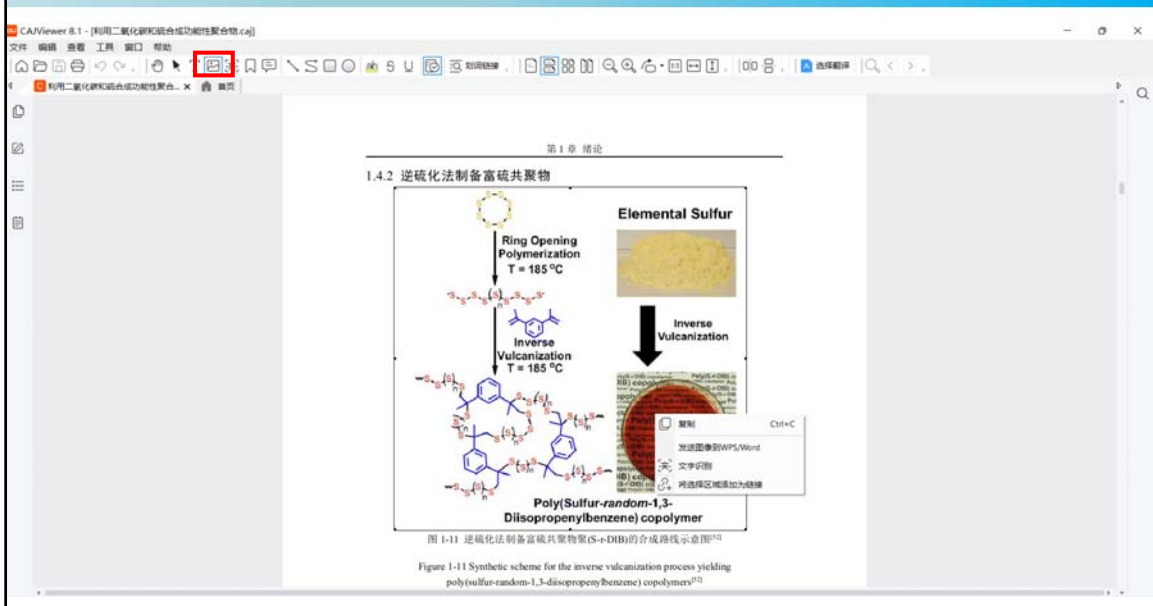 CAJViewer 8.1 - [利用二氧化碳和硫合成功能性聚合物.caj]
文件 编辑 查看 工具 窗口 帮助
划词链接
选择翻译
利用二氧化碳和硫合成功能性聚合... ×
首页
第 1 章 绪论
1.4.2 逆硫化法制备富硫共聚物
Elemental Sulfur
Ring Opening
Polymerization
T = 185 °C
Inverse
Vulcanization
Inverse
Vulcanization
T = 185 °C
复制 Ctrl+C
发送图像到WPS/Word
文字识别
将选择区域添加为链接
Poly(Sulfur-random-1,3-
Diisopropenylbenzene) copolymer
图 1-11 逆硫化法制备富硫共聚物聚(S-r-DIB)的合成路线示意图[52]
Figure 1-11 Synthetic scheme for the inverse vulcanization process yielding
poly(sulfur-random-1,3-diisopropenylbenzene) copolymers[52]